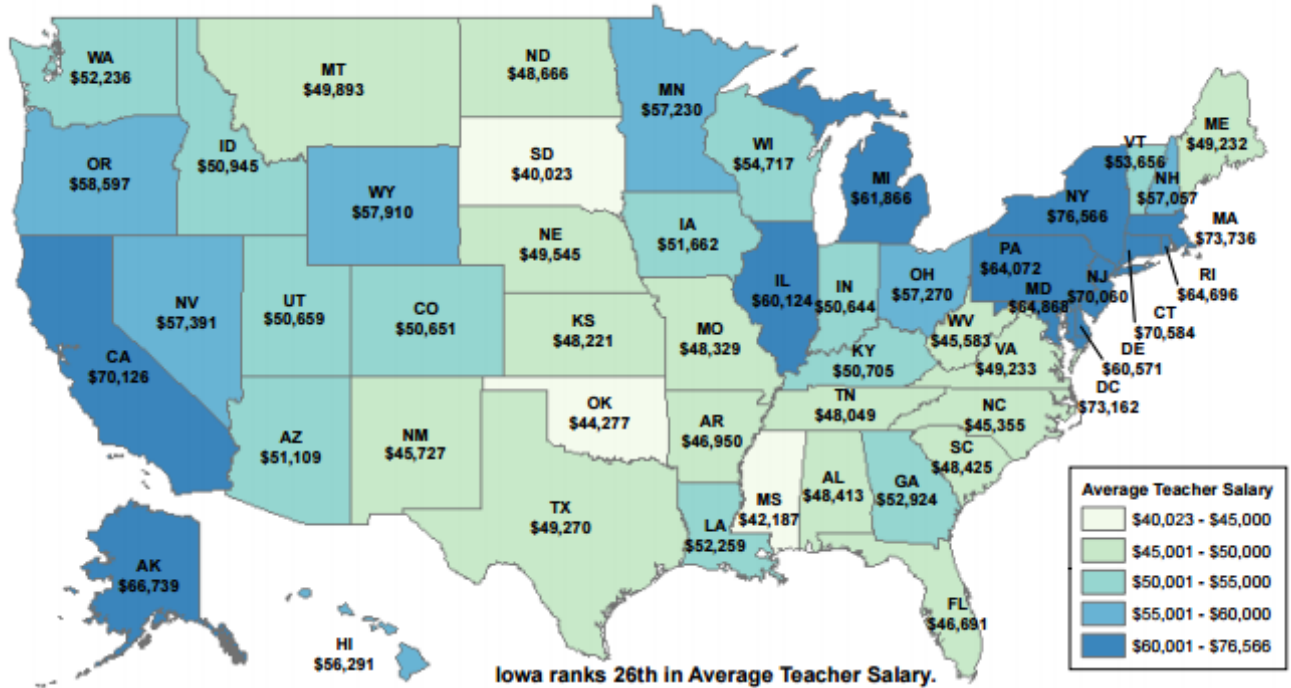 WA
$52,236
MT
$49,893
ND
$48,666
MN
$57,230
OR
$58,597
ID
$50,945
WY
$57,910
SD
$40,023
WI
$54,717
MI
$61,866
VT
$53,656
ME
$49,232
NH
$57,057
NY
$76,566
MA
$73,736
NE
$49,545
IA
$51,662
PA
$64,072
RI
$64,696
NV
$57,391
UT
$50,659
CO
$50,651
IL
$60,124
IN
$50,644
OH
$57,270
MD
$64,868
NJ
$70,060
CT
$70,584
CA
$70,126
KS
$48,221
MO
$48,329
KY
$50,705
WV
$45,583
VA
$49,233
DE
$60,571
DC
$73,162
AZ
$51,109
NM
$45,727
OK
$44,277
AR
$46,950
TN
$48,049
NC
$45,355
SC
$48,425
TX
$49,270
LA
$52,259
MS
$42,187
AL
$48,413
GA
$52,924
FL
$46,691
AK
$66,739
HI
$56,291
Average Teacher Salary
$40,023 - $45,000
$45,001 - $50,000
$50,001 - $55,000
$55,001 - $60,000
$60,001 - $76,566
Iowa ranks 26th in Average Teacher Salary.